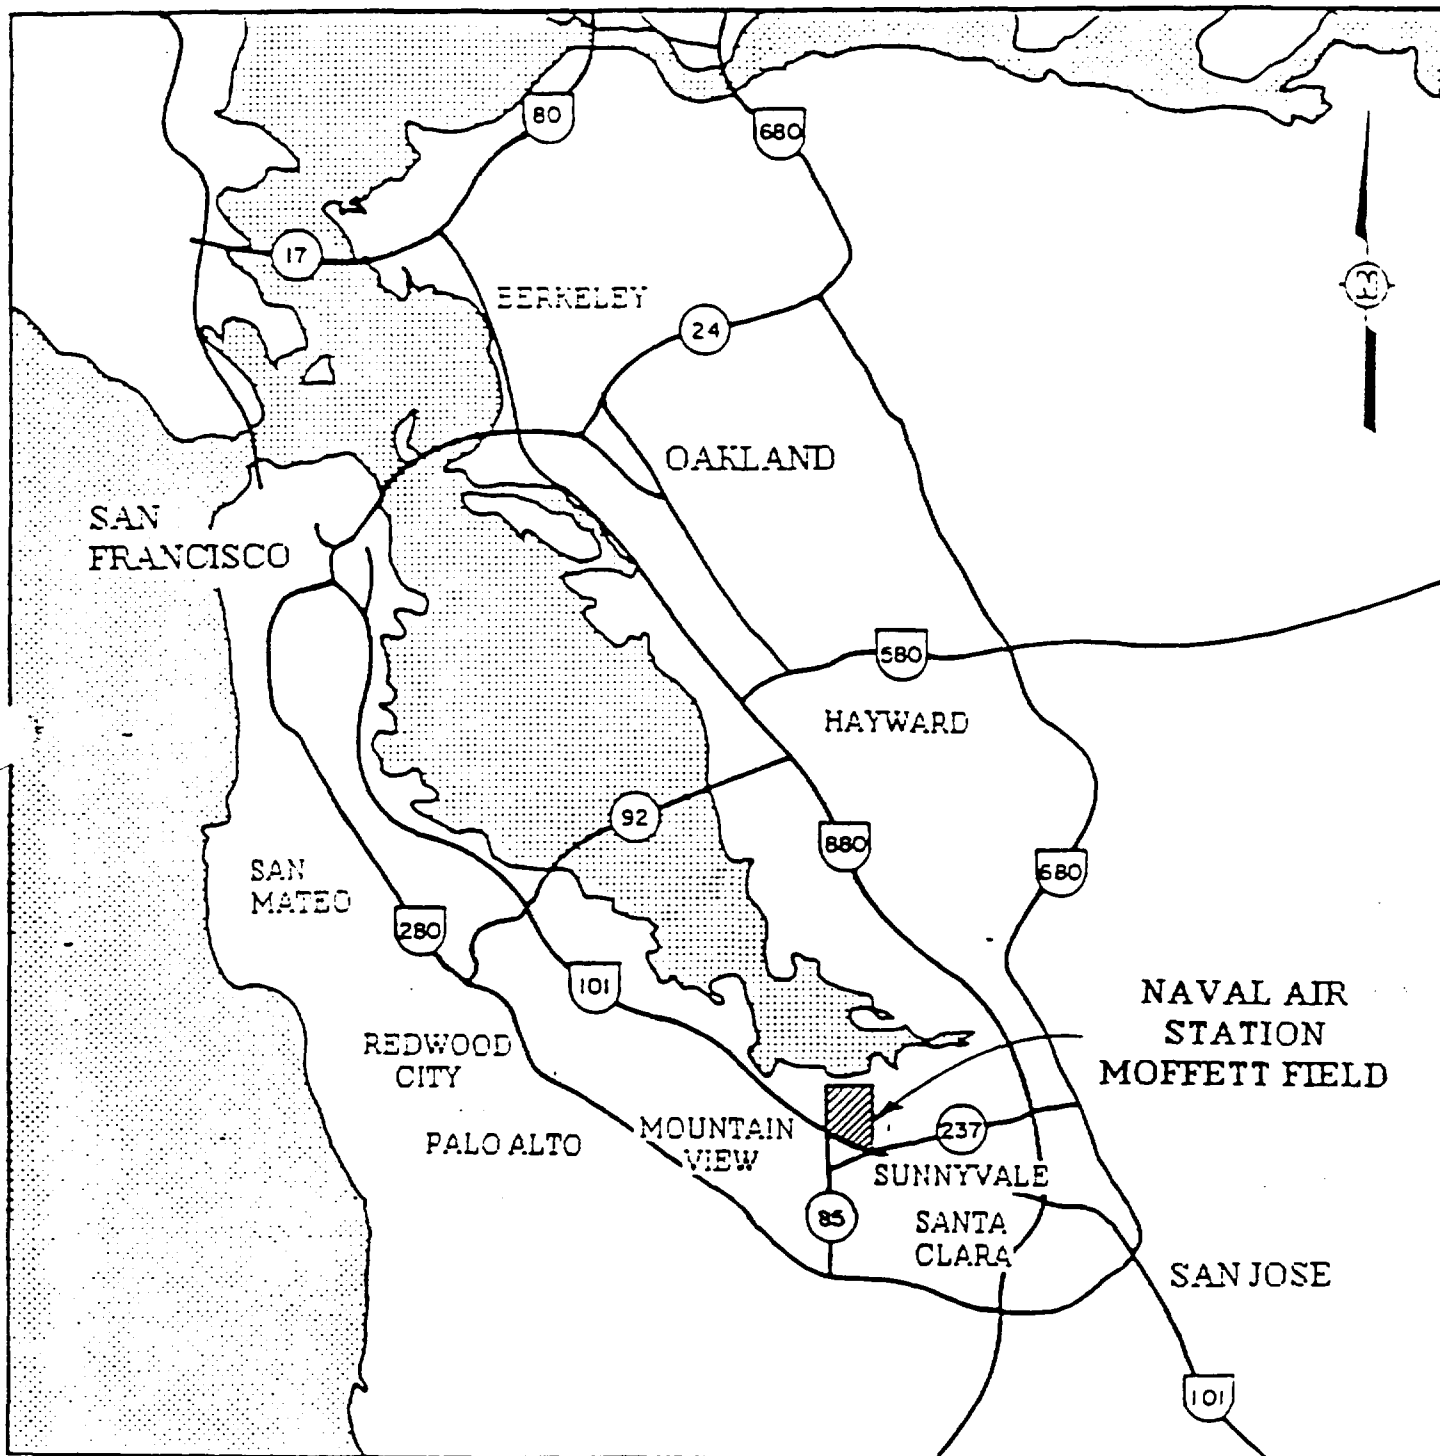 80
680
17
BERKELEY
24
OAKLAND
SAN
FRANCISCO
580
HAYWARD
92
880
680
SAN
MATEO
280
101
NAVAL AIR
STATION
MOFFETT FIELD
REDWOOD
CITY
PALO ALTO
MOUNTAIN
VIEW
237
SUNNYVALE
85
SANTA
CLARA
SAN JOSE
101